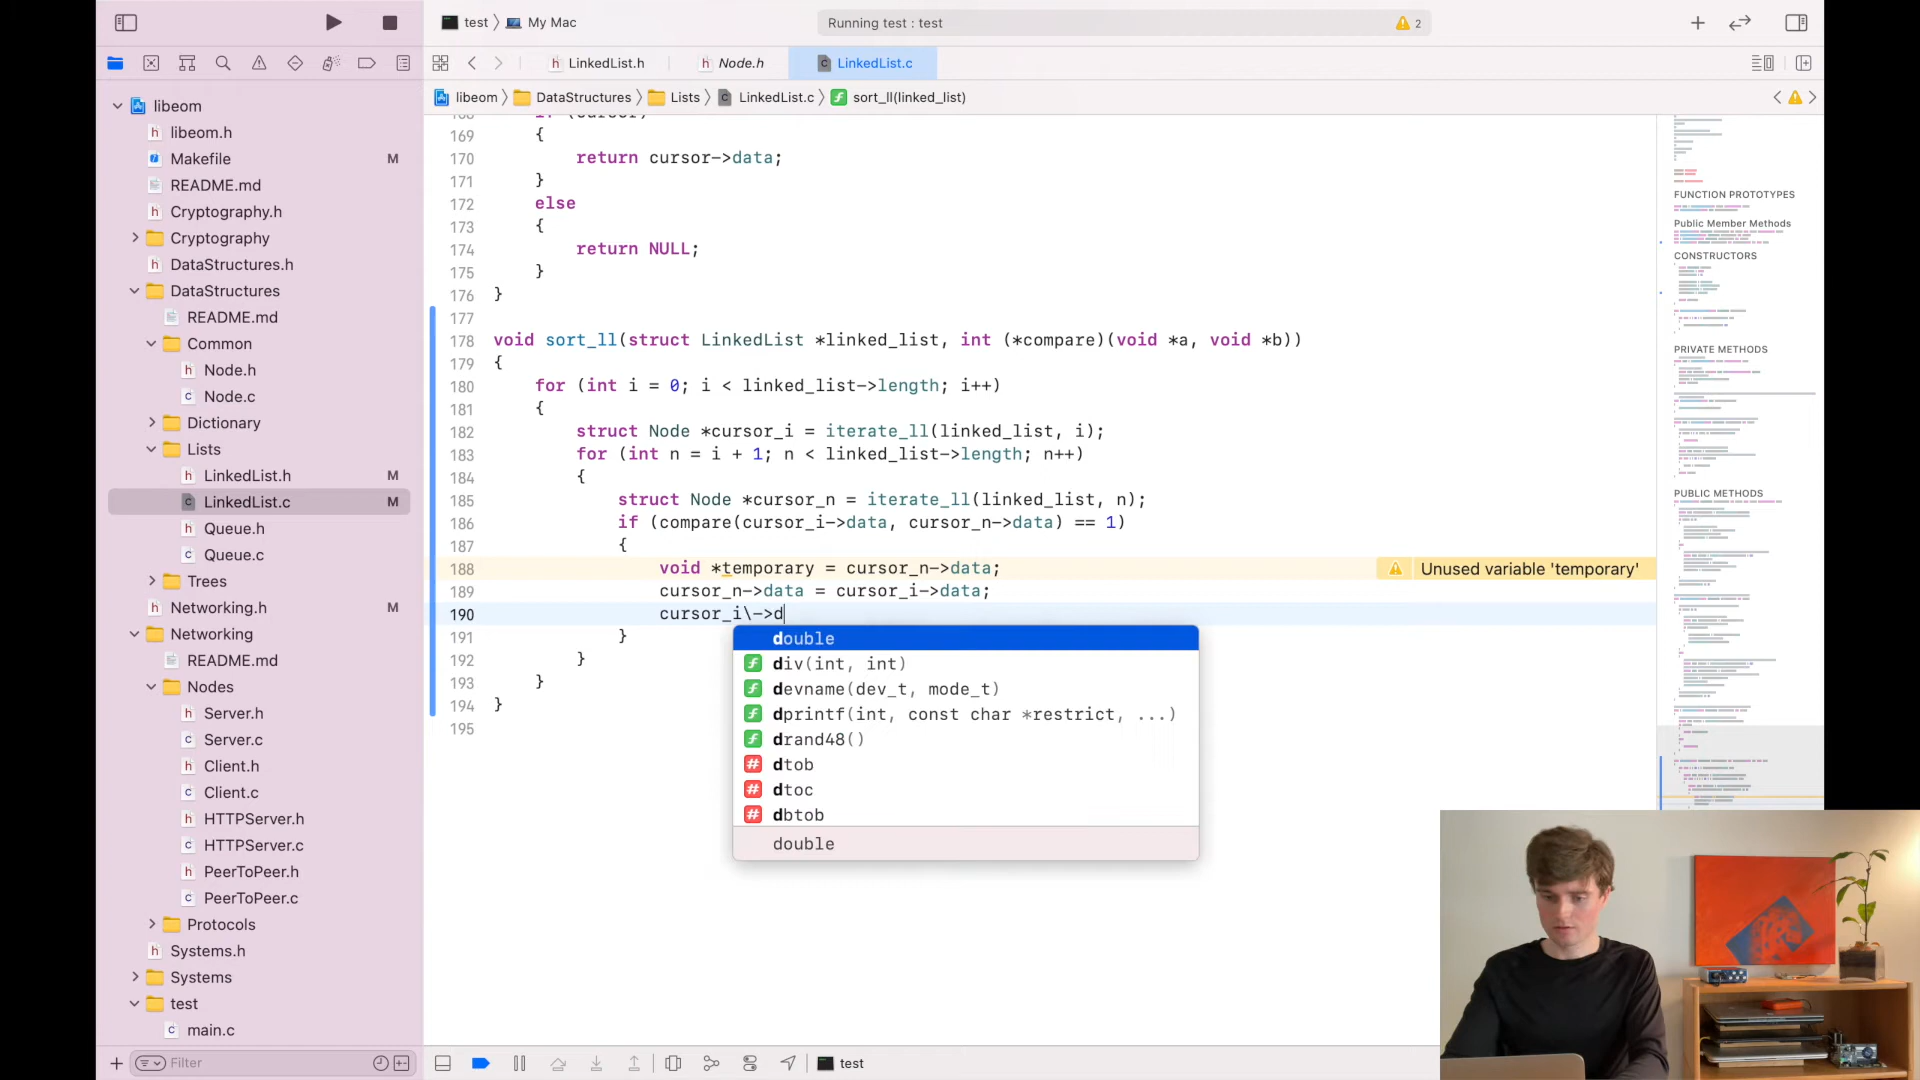 test 〉 My Mac
Running test : test
2
LinkedList.h
Node.h
LinkedList.c
libeom 〉 DataStructures 〉 Lists 〉 LinkedList.c 〉 sort_ll(linked_list)
libeom
libeom.h
Makefile M
README.md
Cryptography.h
Cryptography
DataStructures.h
DataStructures
README.md
Common
Node.h
Node.c
Dictionary
Lists
LinkedList.h M
LinkedList.c M
Queue.h
Queue.c
Trees
Networking.h
Networking
README.md
Nodes
Server.h
Server.c
Client.h
Client.c
HTTPServer.h
HTTPServer.c
PeerToPeer.h
PeerToPeer.c
Protocols
Systems.h
Systems
test
main.c
Filter
169 {
170 return cursor->data;
171 }
172 else
173 {
174 return NULL;
175 }
176 }
177
178 void sort_ll(struct LinkedList *linked_list, int (*compare)(void *a, void *b))
179 {
180 for (int i = 0; i < linked_list->length; i++)
181 {
182 struct Node *cursor_i = iterate_ll(linked_list, i);
183 for (int n = i + 1; n < linked_list->length; n++)
184 {
185 struct Node *cursor_n = iterate_ll(linked_list, n);
186 if (compare(cursor_i->data, cursor_n->data) == 1)
187 {
188 void *temporary = cursor_n->data; Unused variable 'temporary'
189 cursor_n->data = cursor_i->data;
190 cursor_i\->d
191 }
192 }
193 }
194 }
195
double
div(int, int)
devname(dev_t, mode_t)
dprintf(int, const char *restrict, ...)
drand48()
dtob
dtoc
dbtob
double
FUNCTION PROTOTYPES
Public Member Methods
CONSTRUCTORS
PRIVATE METHODS
PUBLIC METHODS
test